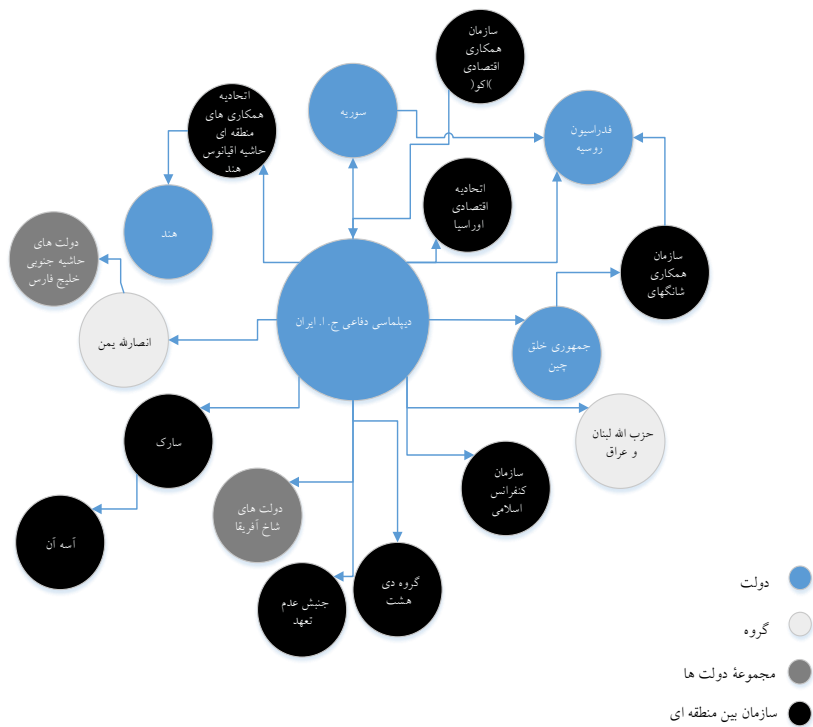 سازمان
همکاری
اقتصادی
)اکو(
سوریه
اتحادیه
همکاری های
منطقه ای
حاشیه اقیانوس
هند
فدراسیون
روسیه
اتحادیه
اقتصادی
اوراسیا
هند
دولت های
حاشیه جنوبی
خلیج فارس
سازمان
همکاری
شانگهای
دیپلماسی دفاعی ج. ا. ایران
انصارلله یمن
جمهوری خلق
چین
سارک
حزب الله لبنان
و عراق
سازمان
کنفرانس
اسلامی
دولت های
شاخ آفریقا
آسه آن
گروه دی
هشت
جنبش عدم
تعهد
دولت
گروه
مجموعۀ دولت ها
سازمان بین منطقه ای